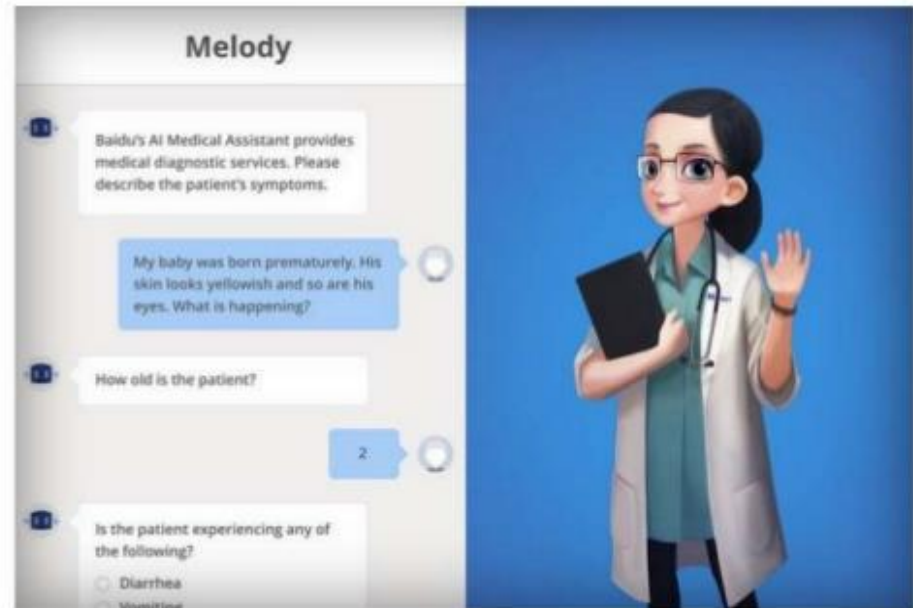 Melody
Baidu's AI Medical Assistant provides
medical diagnostic services. Please
describe the patient's symptoms.
My baby was born prematurely. His
skin looks yellowish and so are his
eyes. What is happening?
How old is the patient?
2
Is the patient experiencing any of
the following?
Diarrhea
Vomiting